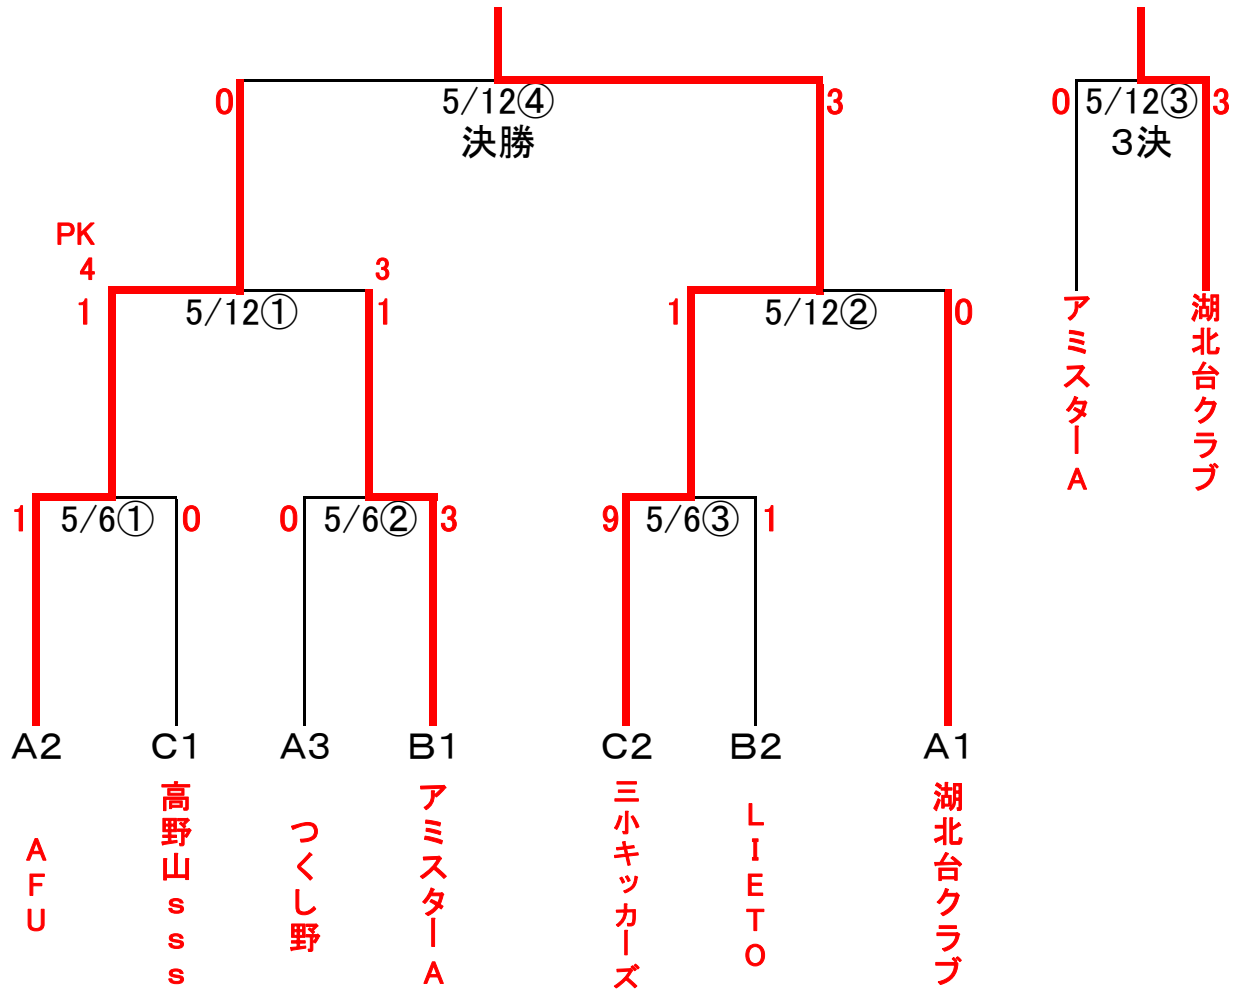 0 5/12④ 3
決勝
0 5/12③ 3
3決
PK
4 3
1 5/12① 1
1 5/12② 0
アミスターA
湖北台クラブ
1 5/6① 0
0 5/6② 3
9 5/6③ 1
A2 C1 A3 B1 C2 B2 A1
AFU
高野山sss
つくし野
アミスターA
三小キッカーズ
LIETO
湖北台クラブ